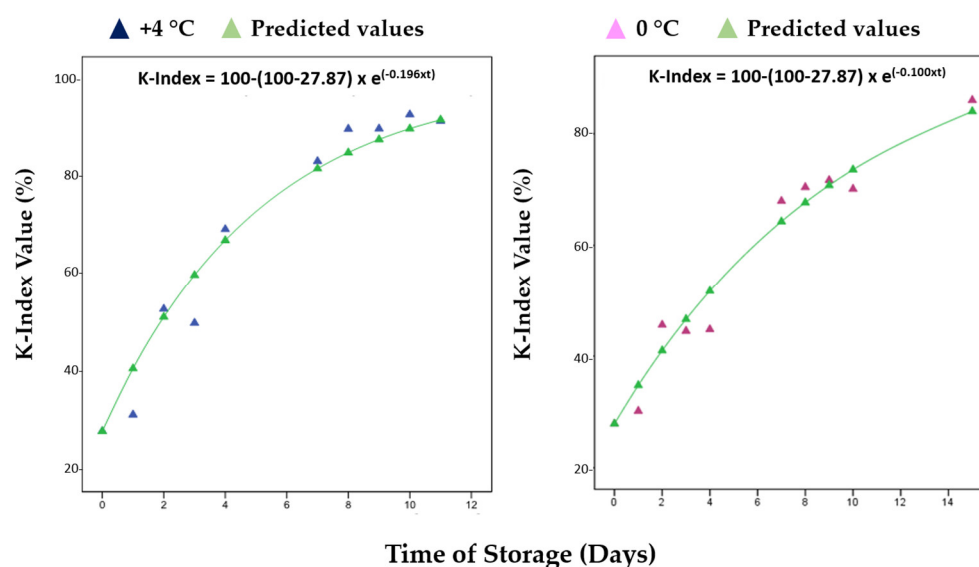 +4 °C Predicted values
0 °C Predicted values
K-Index = 100-(100-27.87) x e^(-0.196xt)
K-Index = 100-(100-27.87) x e^(-0.100xt)
K-Index Value (%)
100
80
60
40
20
0 2 4 6 8 10 12
K-Index Value (%)
80
60
40
20
0 2 4 6 8 10 12 14
Time of Storage (Days)